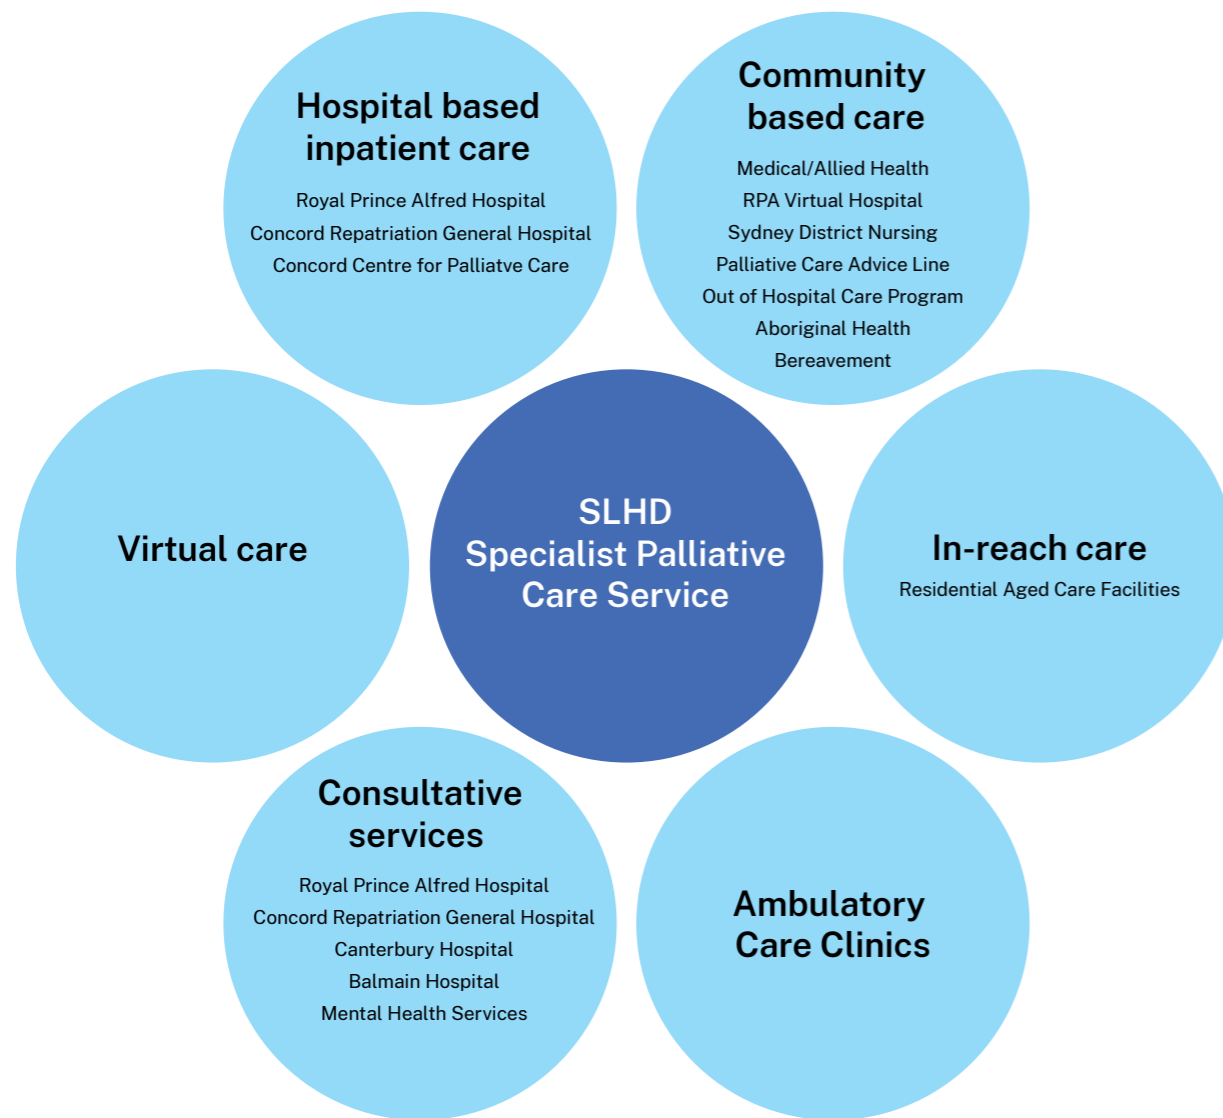 Hospital based
inpatient care
Royal Prince Alfred Hospital
Concord Repatriation General Hospital
Concord Centre for Palliatve Care
Community
based care
Medical/Allied Health
RPA Virtual Hospital
Sydney District Nursing
Palliative Care Advice Line
Out of Hospital Care Program
Aboriginal Health
Bereavement
Virtual care
SLHD
Specialist Palliative
Care Service
In-reach care
Residential Aged Care Facilities
Consultative
services
Royal Prince Alfred Hospital
Concord Repatriation General Hospital
Canterbury Hospital
Balmain Hospital
Mental Health Services
Ambulatory
Care Clinics